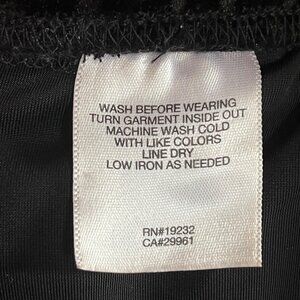 WASH BEFORE WEARING
TURN GARMENT INSIDE OUT
MACHINE WASH COLD
WITH LIKE COLORS
LINE DRY
LOW IRON AS NEEDED
RN#19232
CA#29961